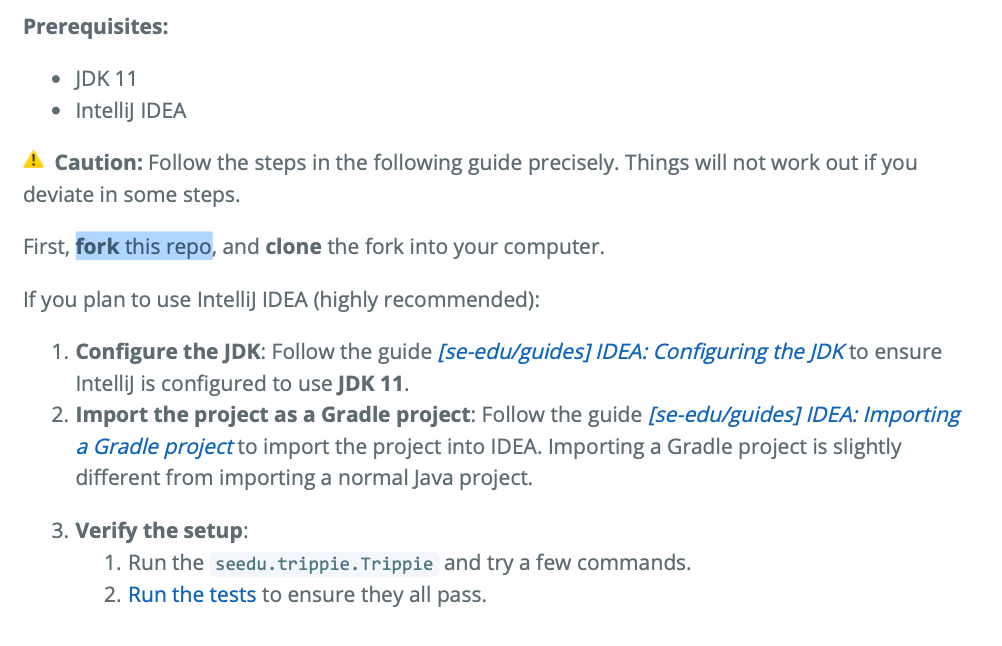 Prerequisites:
• JDK 11
• IntelliJ IDEA
⚠ Caution: Follow the steps in the following guide precisely. Things will not work out if you
deviate in some steps.
First, fork this repo, and clone the fork into your computer.
If you plan to use IntelliJ IDEA (highly recommended):
1. Configure the JDK: Follow the guide [se-edu/guides] IDEA: Configuring the JDK to ensure
IntelliJ is configured to use JDK 11.
2. Import the project as a Gradle project: Follow the guide [se-edu/guides] IDEA: Importing
a Gradle project to import the project into IDEA. Importing a Gradle project is slightly
different from importing a normal Java project.
3. Verify the setup:
1. Run the seedu.trippie.Trippie and try a few commands.
2. Run the tests to ensure they all pass.